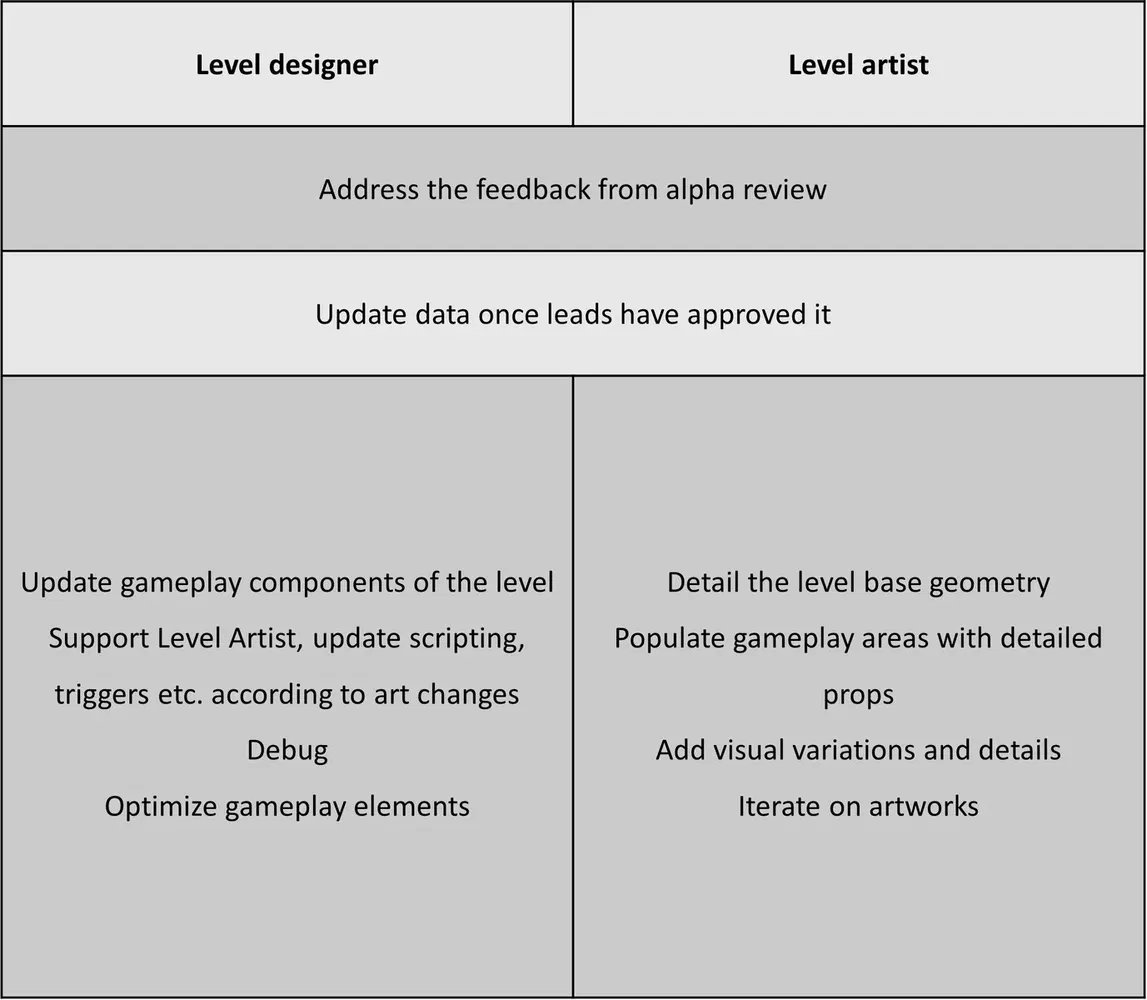 Level designer
Level artist
Address the feedback from alpha review
Update data once leads have approved it
Update gameplay components of the level
Support Level Artist, update scripting,
triggers etc. according to art changes
Debug
Optimize gameplay elements
Detail the level base geometry
Populate gameplay areas with detailed
props
Add visual variations and details
Iterate on artworks